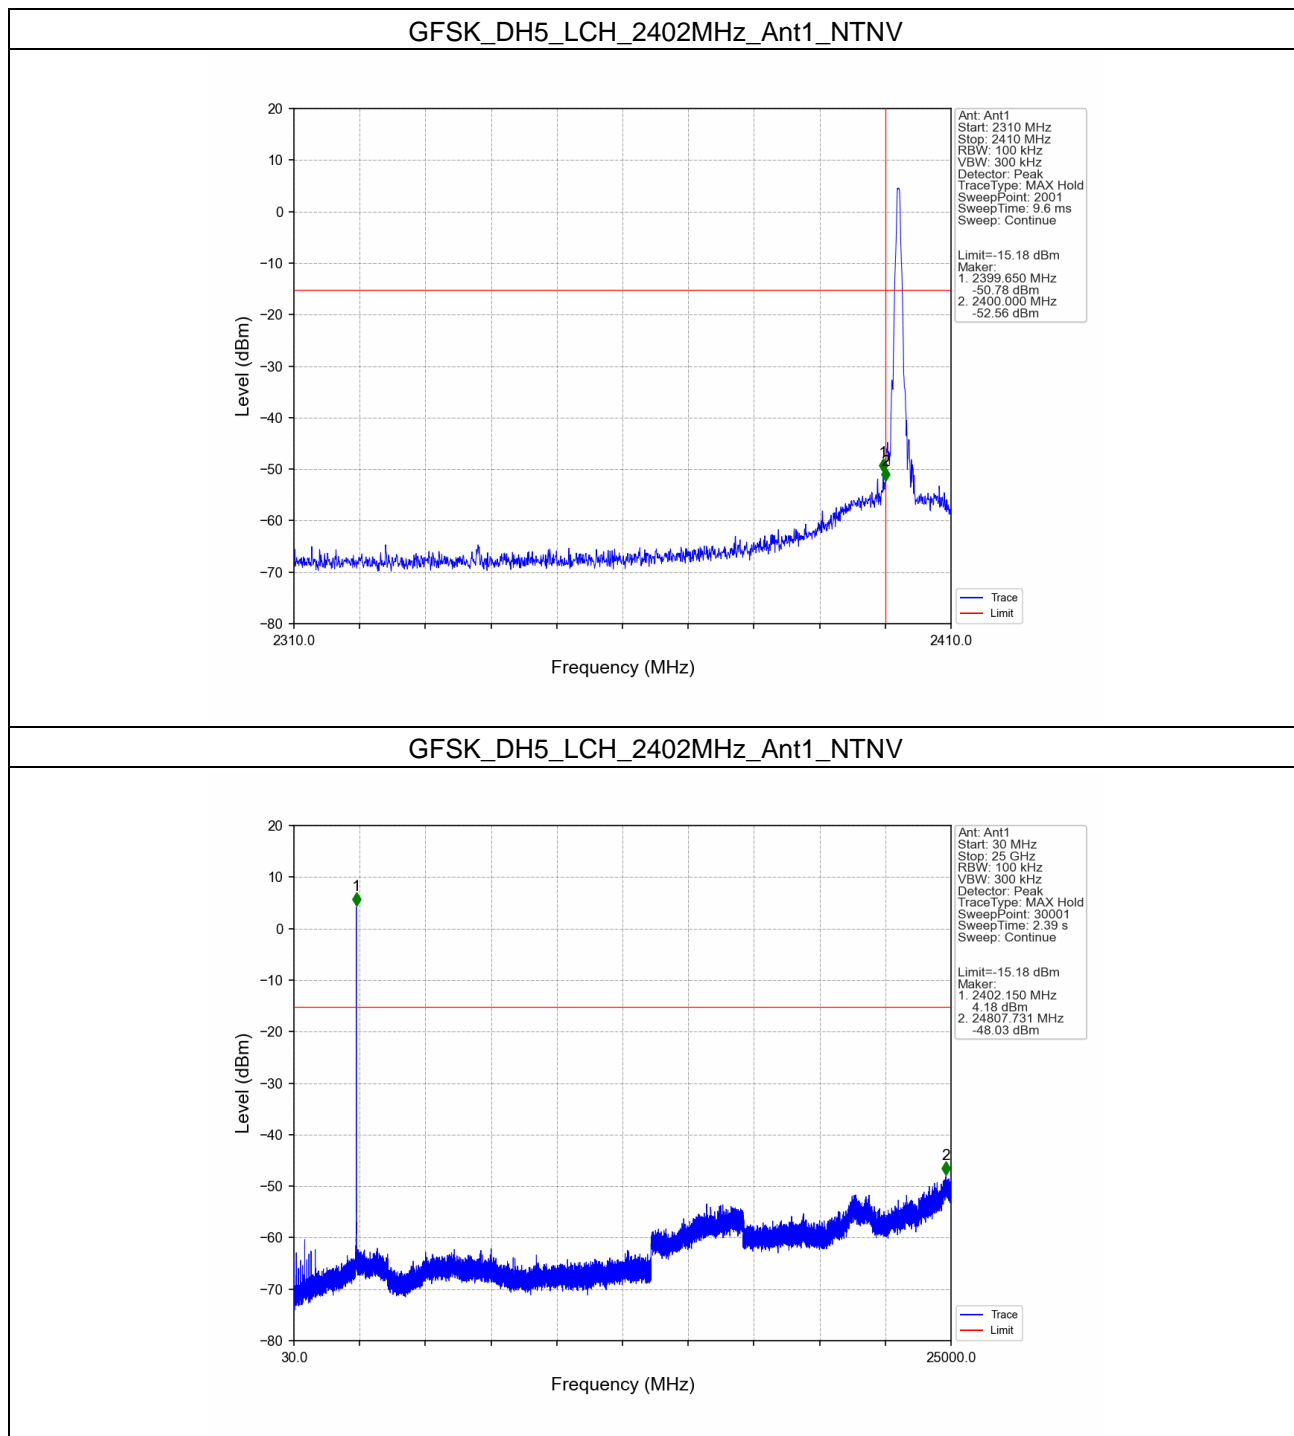 GFSK_DH5_LCH_2402MHz_Ant1_NTNV
20
10
0
−10
−20
−30
−40
−50
−60
−70
−80
Level (dBm)
2310.0
2410.0
Frequency (MHz)
1
2
Ant: Ant1
Start: 2310 MHz
Stop: 2410 MHz
RBW: 100 kHz
VBW: 300 kHz
Detector: Peak
TraceType: MAX Hold
SweepPoint: 2001
SweepTime: 9.6 ms
Sweep: Continue
Limit=-15.18 dBm
Maker:
1. 2399.650 MHz
-50.78 dBm
2. 2400.000 MHz
-52.56 dBm
Trace
Limit
GFSK_DH5_LCH_2402MHz_Ant1_NTNV
20
10
0
−10
−20
−30
−40
−50
−60
−70
−80
Level (dBm)
30.0
25000.0
Frequency (MHz)
1
2
Ant: Ant1
Start: 30 MHz
Stop: 25 GHz
RBW: 100 kHz
VBW: 300 kHz
Detector: Peak
TraceType: MAX Hold
SweepPoint: 30001
SweepTime: 2.39 s
Sweep: Continue
Limit=-15.18 dBm
Maker:
1. 2402.150 MHz
4.18 dBm
2. 24807.731 MHz
-48.03 dBm
Trace
Limit